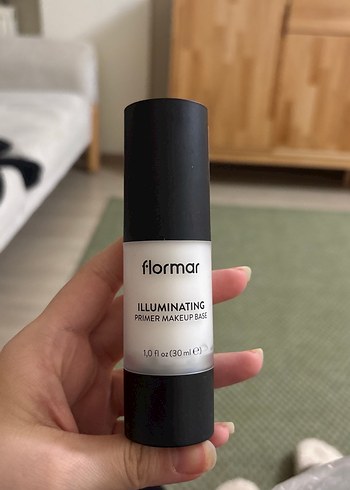 flormar
ILLUMINATING
PRIMER MAKEUP BASE
1,0 fl oz (30 ml ℮)